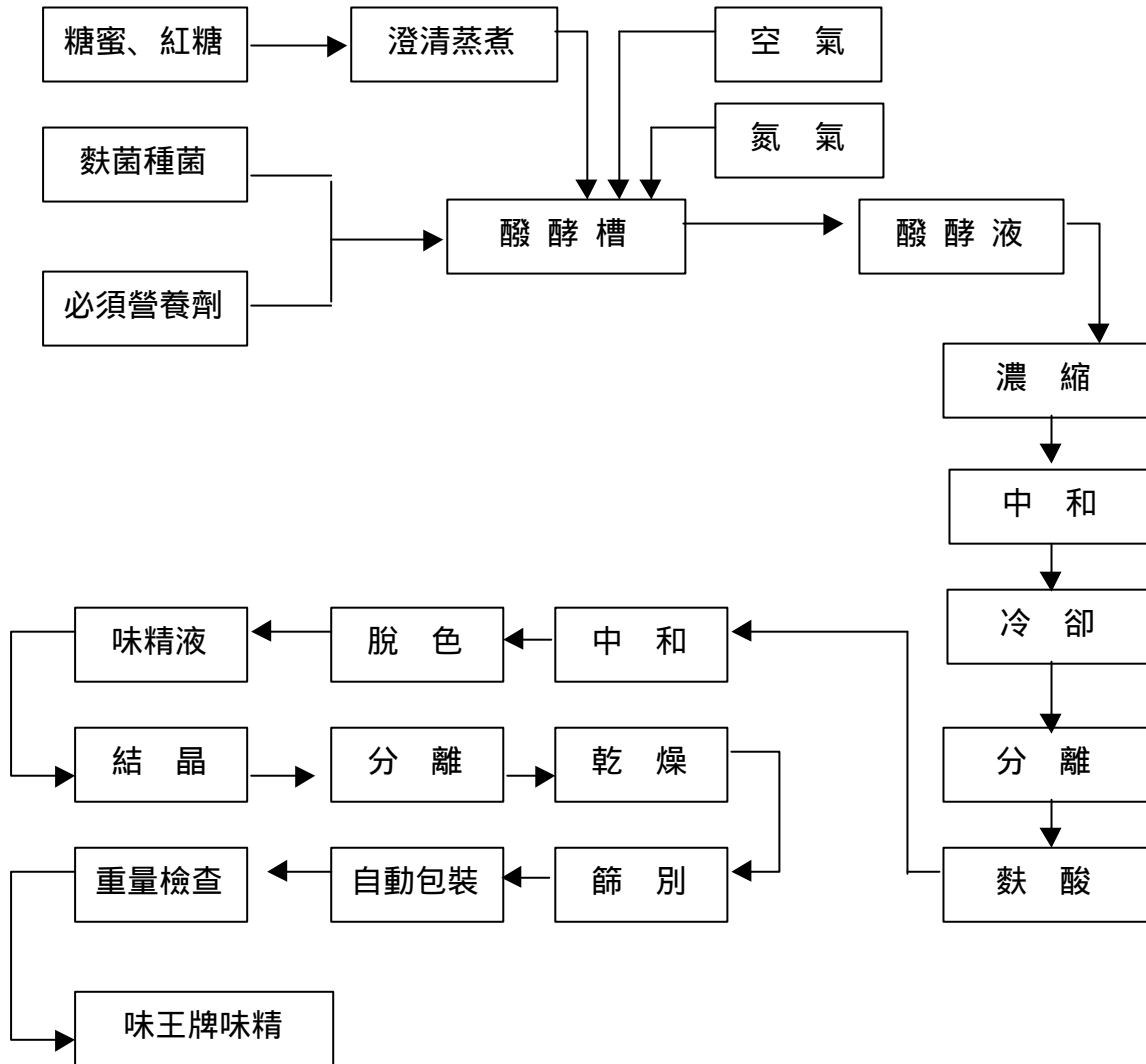 糖蜜、紅糖
澄清蒸煮
空 氣
氮 氣
麩菌種菌
必須營養劑
醱 酵 槽
醱 酵 液
濃 縮
中 和
冷 卻
分 離
麩 酸
中 和
脫 色
味精液
結 晶
分 離
乾 燥
篩 別
自動包裝
重量檢查
味王牌味精